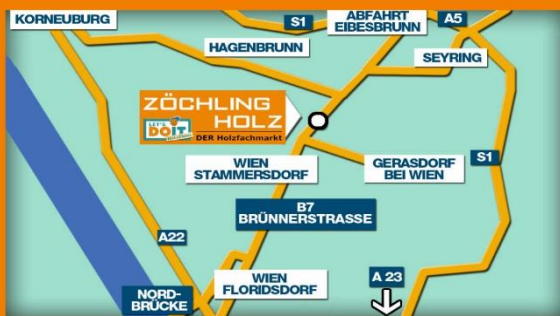 KORNEUBURG
S1
ABFAHRT
EIBESBRUNN
A5
HAGENBRUNN
SEYRING
ZÖCHLING
HOLZ
LET'S
DOIT
DER Holzfachmarkt
WIEN
STAMMERSDORF
GERASDORF
BEI WIEN
S1
B7
BRÜNNERSTRASSE
A22
WIEN
FLORIDSDORF
A 23
NORD-
BRÜCKE